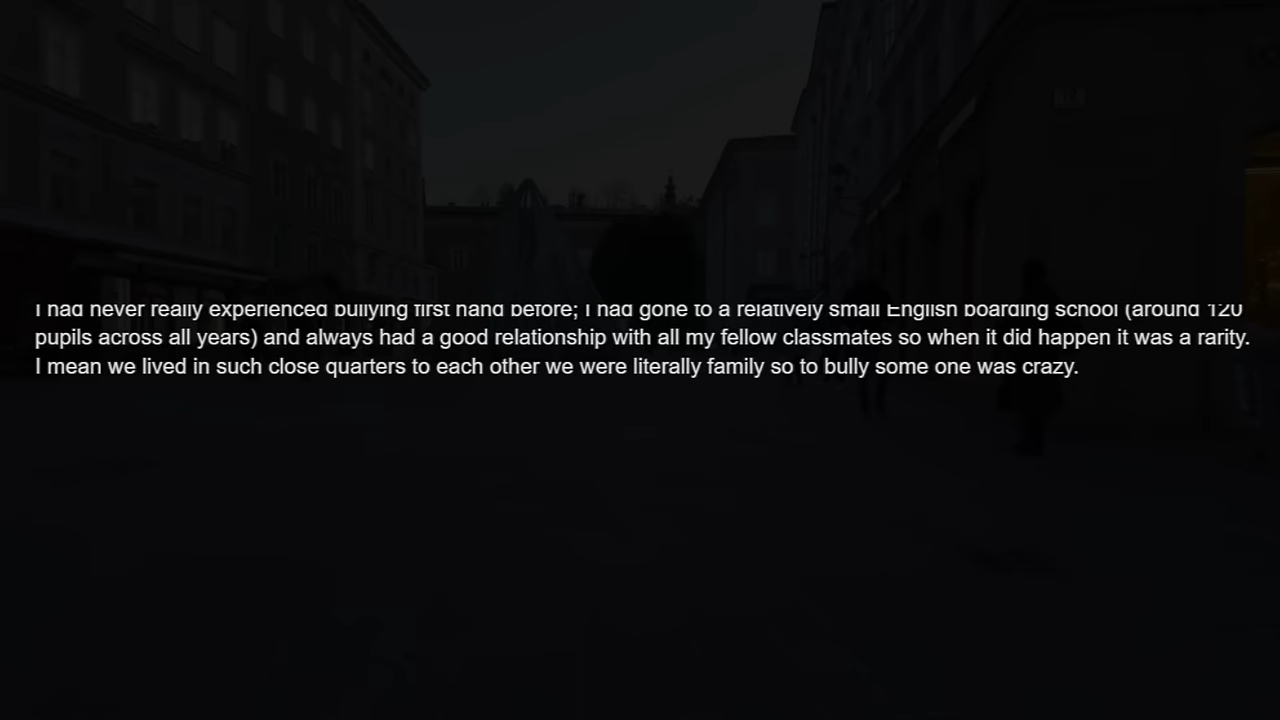 I had never really experienced bullying first hand before; I had gone to a relatively small English boarding school (around 120
pupils across all years) and always had a good relationship with all my fellow classmates so when it did happen it was a rarity.
I mean we lived in such close quarters to each other we were literally family so to bully some one was crazy.